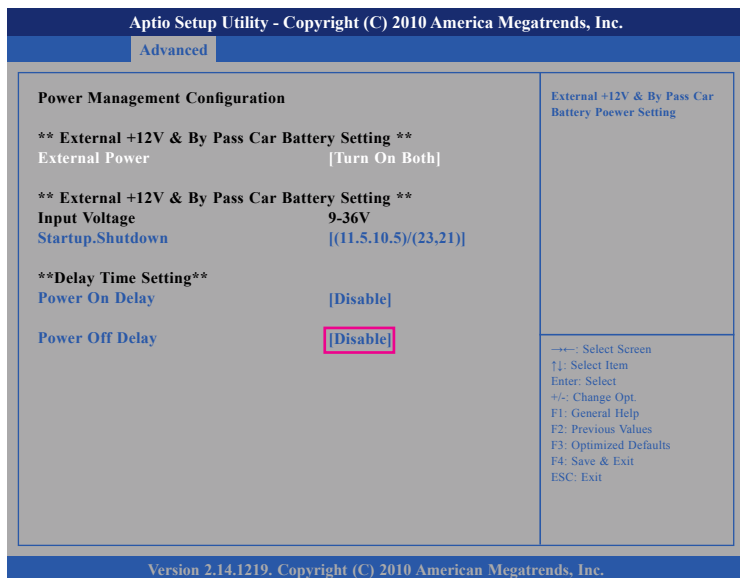 Aptio Setup Utility - Copyright (C) 2010 America Megatrends, Inc.
Advanced
Power Management Configuration
** External +12V & By Pass Car Battery Setting **
External Power [Turn On Both]
** External +12V & By Pass Car Battery Setting **
Input Voltage 9-36V
Startup.Shutdown [(11.5.10.5)/(23,21)]
**Delay Time Setting**
Power On Delay [Disable]
Power Off Delay [Disable]
External +12V & By Pass Car
Battery Poewer Setting
→←: Select Screen
↑↓: Select Item
Enter: Select
+/-: Change Opt.
F1: General Help
F2: Previous Values
F3: Optimized Defaults
F4: Save & Exit
ESC: Exit
Version 2.14.1219. Copyright (C) 2010 American Megatrends, Inc.